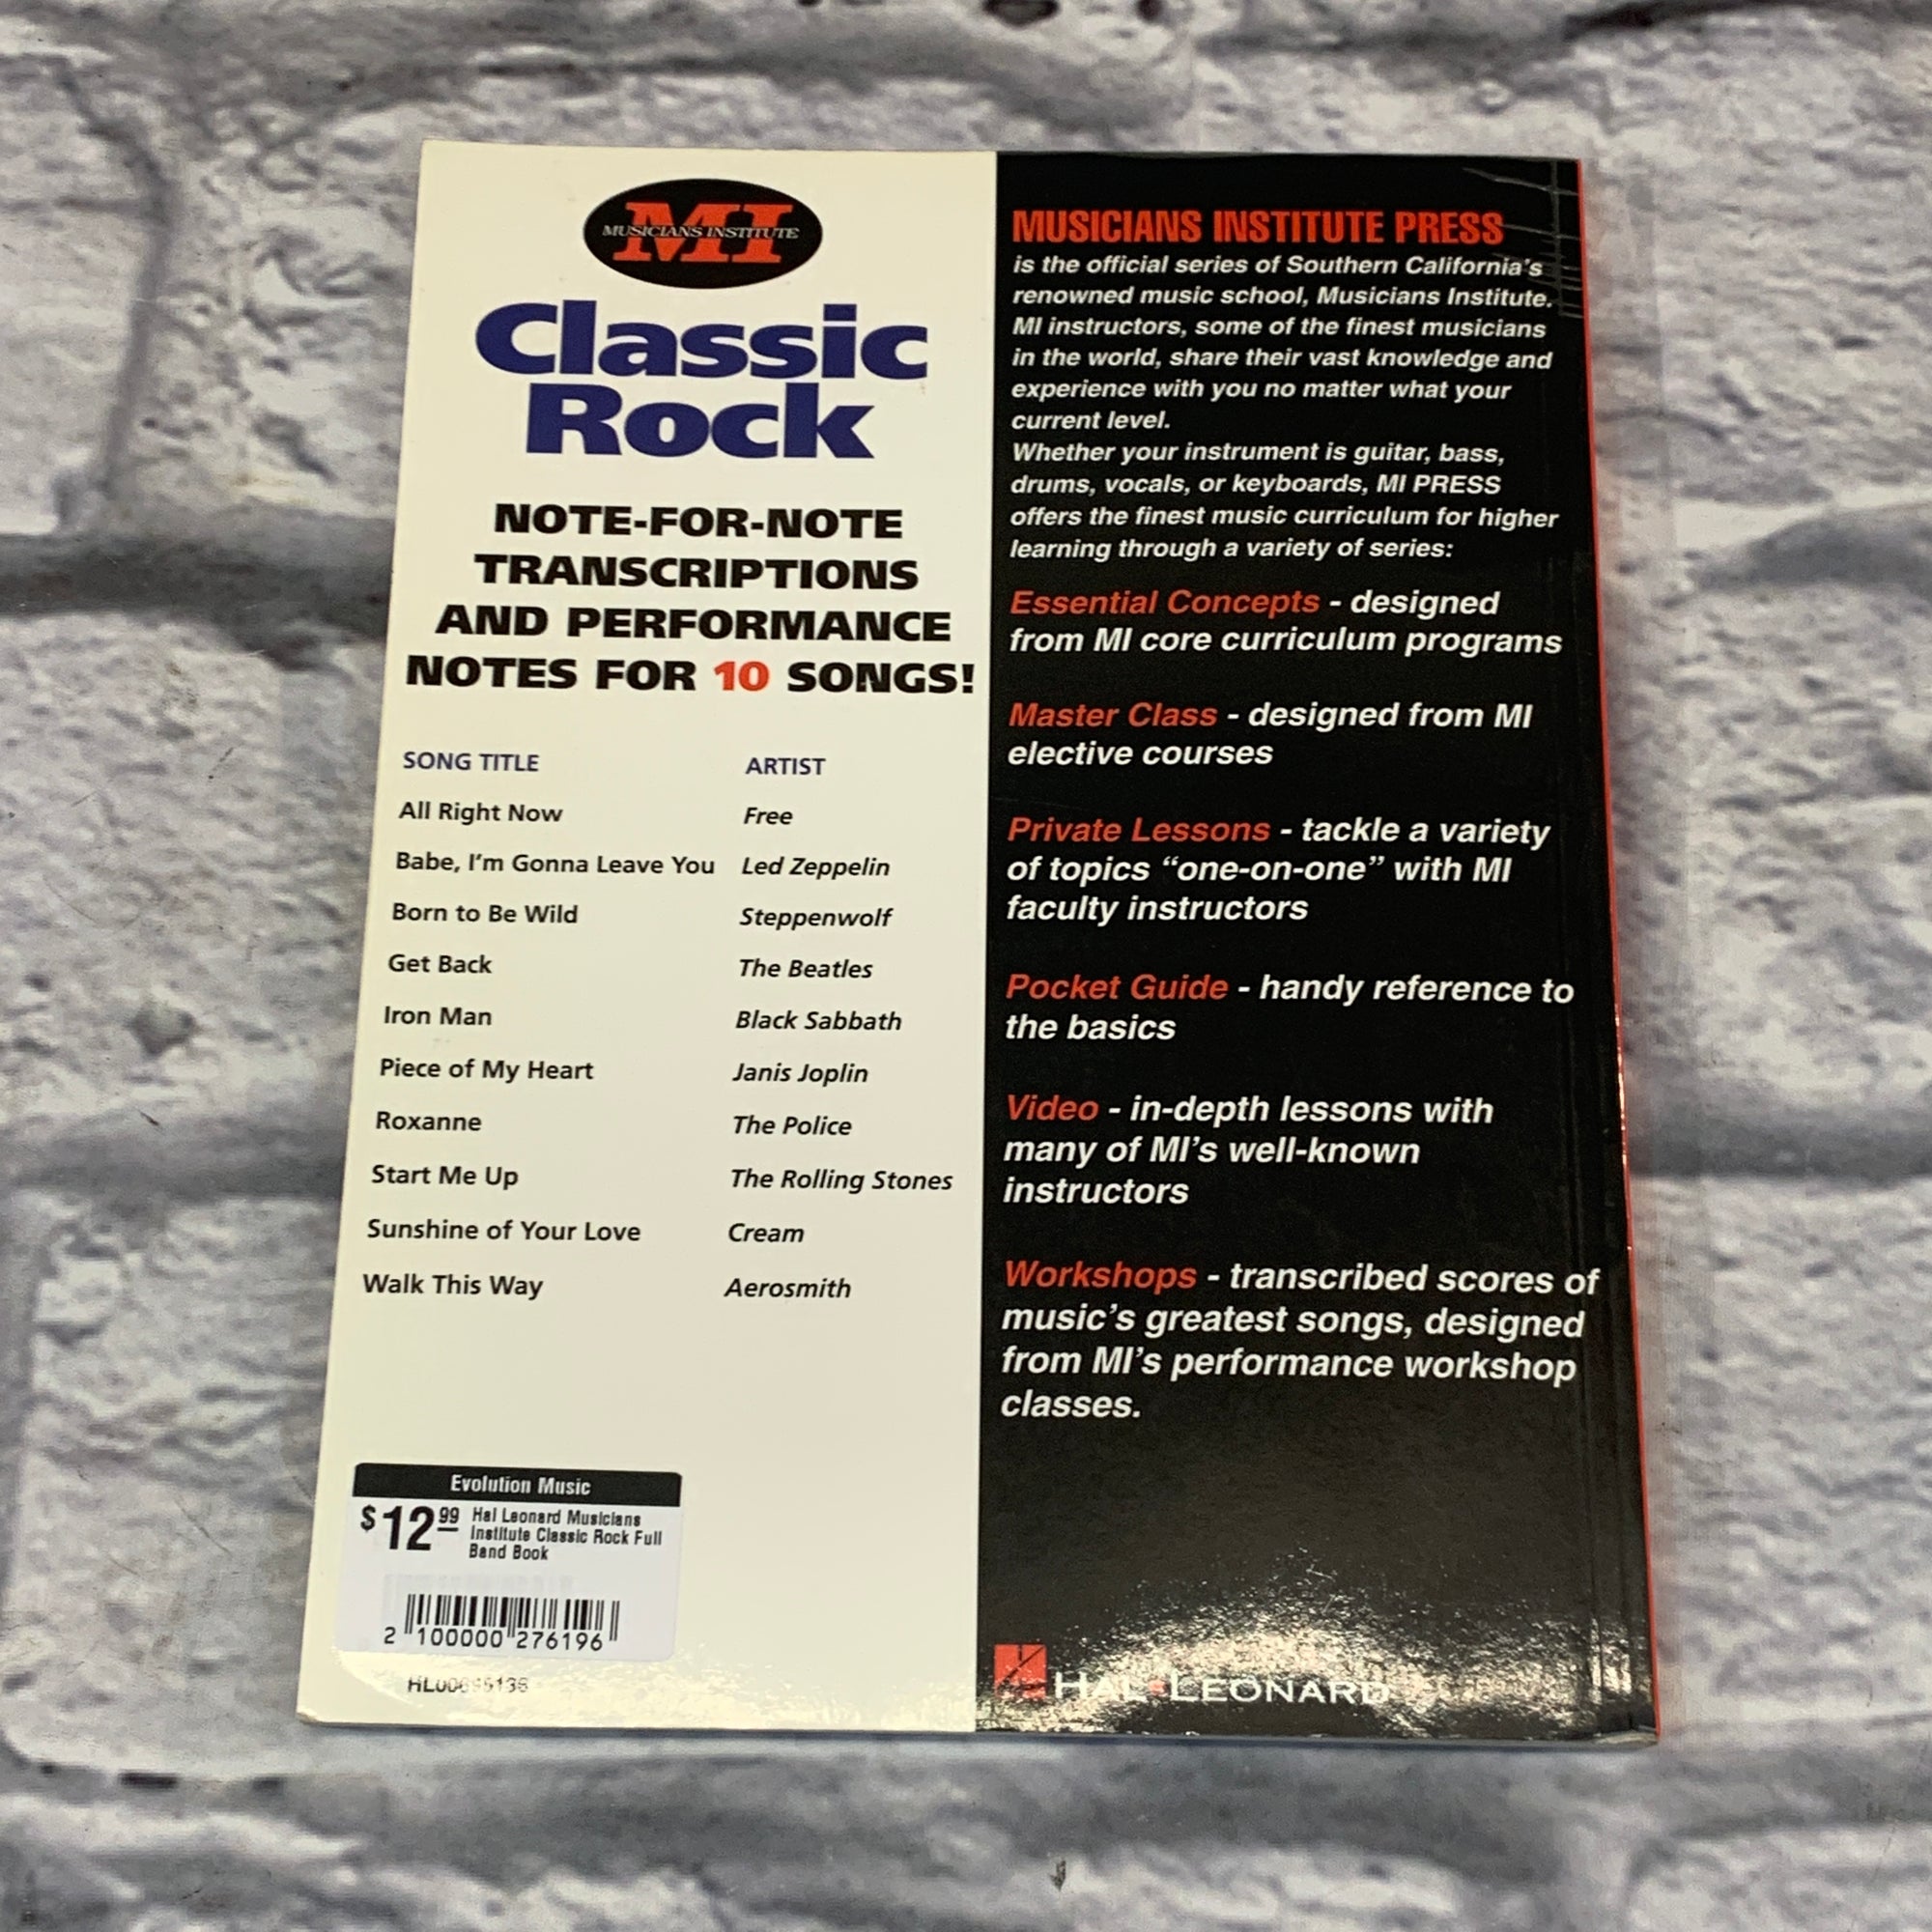 MI
MUSICIANS INSTITUTE
Classic
Rock
NOTE-FOR-NOTE
TRANSCRIPTIONS
AND PERFORMANCE
NOTES FOR 10 SONGS!
SONG TITLE ARTIST
All Right Now Free
Babe, I'm Gonna Leave You Led Zeppelin
Born to Be Wild Steppenwolf
Get Back The Beatles
Iron Man Black Sabbath
Piece of My Heart Janis Joplin
Roxanne The Police
Start Me Up The Rolling Stones
Sunshine of Your Love Cream
Walk This Way Aerosmith
Evolution Music
$12.99 Hal Leonard Musicians
Institute Classic Rock Full
Band Book
2 100000 276196
MUSICIANS INSTITUTE PRESS
is the official series of Southern California's
renowned music school, Musicians Institute.
MI instructors, some of the finest musicians
in the world, share their vast knowledge and
experience with you no matter what your
current level.
Whether your instrument is guitar, bass,
drums, vocals, or keyboards, MI PRESS
offers the finest music curriculum for higher
learning through a variety of series:
Essential Concepts - designed
from MI core curriculum programs
Master Class - designed from MI
elective courses
Private Lessons - tackle a variety
of topics “one-on-one” with MI
faculty instructors
Pocket Guide - handy reference to
the basics
Video - in-depth lessons with
many of MI's well-known
instructors
Workshops - transcribed scores of
music's greatest songs, designed
from MI's performance workshop
classes.
HAL•LEONARD